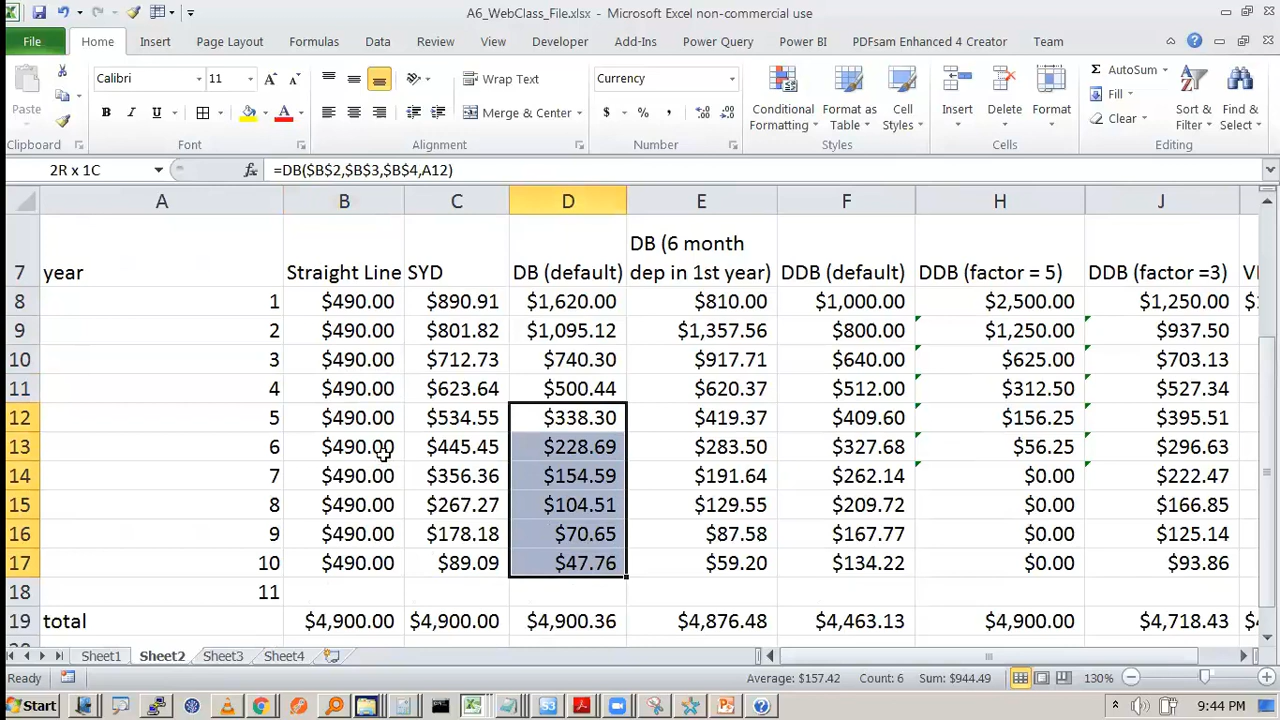 A6_WebClass_File.xlsx - Microsoft Excel non-commercial use
File Home Insert Page Layout Formulas Data Review View Developer Add-Ins Power Query Power BI PDFsam Enhanced 4 Creator Team
Paste Calibri 11 A A Wrap Text Currency Conditional Formatting Format as Table Cell Styles Insert Delete Format Σ AutoSum Fill Clear Sort & Filter Find & Select
B I U A Merge & Center $ % ,
Clipboard Font Alignment Number Styles Cells Editing
2R x 1C fx =DB($B$2,$B$3,$B$4,A12)
A B C D E F H J
7 year Straight Line SYD DB (default) DB (6 month dep in 1st year) DDB (default) DDB (factor = 5) DDB (factor =3)
8 1 $490.00 $890.91 $1,620.00 $810.00 $1,000.00 $2,500.00 $1,250.00
9 2 $490.00 $801.82 $1,095.12 $1,357.56 $800.00 $1,250.00 $937.50
10 3 $490.00 $712.73 $740.30 $917.71 $640.00 $625.00 $703.13
11 4 $490.00 $623.64 $500.44 $620.37 $512.00 $312.50 $527.34
12 5 $490.00 $534.55 $338.30 $419.37 $409.60 $156.25 $395.51
13 6 $490.00 $445.45 $228.69 $283.50 $327.68 $56.25 $296.63
14 7 $490.00 $356.36 $154.59 $191.64 $262.14 $0.00 $222.47
15 8 $490.00 $267.27 $104.51 $129.55 $209.72 $0.00 $166.85
16 9 $490.00 $178.18 $70.65 $87.58 $167.77 $0.00 $125.14
17 10 $490.00 $89.09 $47.76 $59.20 $134.22 $0.00 $93.86
18 11
19 total $4,900.00 $4,900.00 $4,900.36 $4,876.48 $4,463.13 $4,900.00 $4,718.43
Sheet1 Sheet2 Sheet3 Sheet4
Ready Average: $157.42 Count: 6 Sum: $944.49 130%
Start 9:44 PM